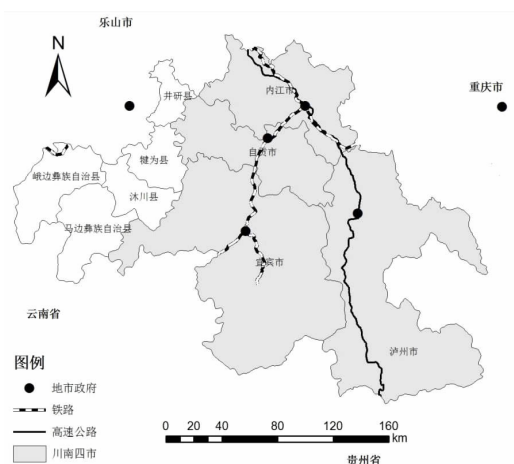 乐山市
N
重庆市
内江市
井研县
自贡市
犍为县
峨边彝族自治县
沐川县
马边彝族自治县
宜宾市
云南省
泸州市
图例
地市政府
铁路
高速公路
川南四市
0 20 40 80 120 160
km
贵州省